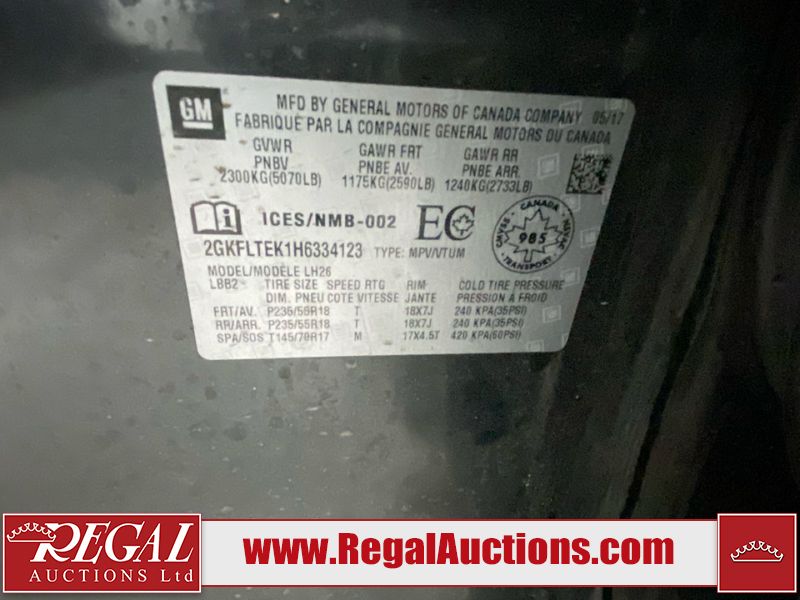 GM
MFD BY GENERAL MOTORS OF CANADA COMPANY 05/17
FABRIQUE PAR LA COMPAGNIE GENERAL MOTORS DU CANADA
GVWR GAWR FRT GAWR RR
PNBV PNBE AV. PNBE ARR.
2300KG(5070LB) 1175KG(2590LB) 1240KG(2733LB)
ICES/NMB-002 EC
CANADA
985
TRANSPORT
2GKFLTEK1H6334123 TYPE: MPV/VTUM
MODEL/MODÈLE LH26
LBB2- TIRE SIZE SPEED RTG RIM COLD TIRE PRESSURE
DIM. PNEU COTE VITESSE JANTE PRESSION A FROID
FRT/AV. P235/55R18 T 18X7J 240 KPA(35PSI)
RR/ARR. P235/55R18 T 18X7J 240 KPA(35PSI)
SPA/SOS T145/70R17 M 17X4.5T 420 KPA(60PSI)
REGAL
AUCTIONS Ltd
www.RegalAuctions.com